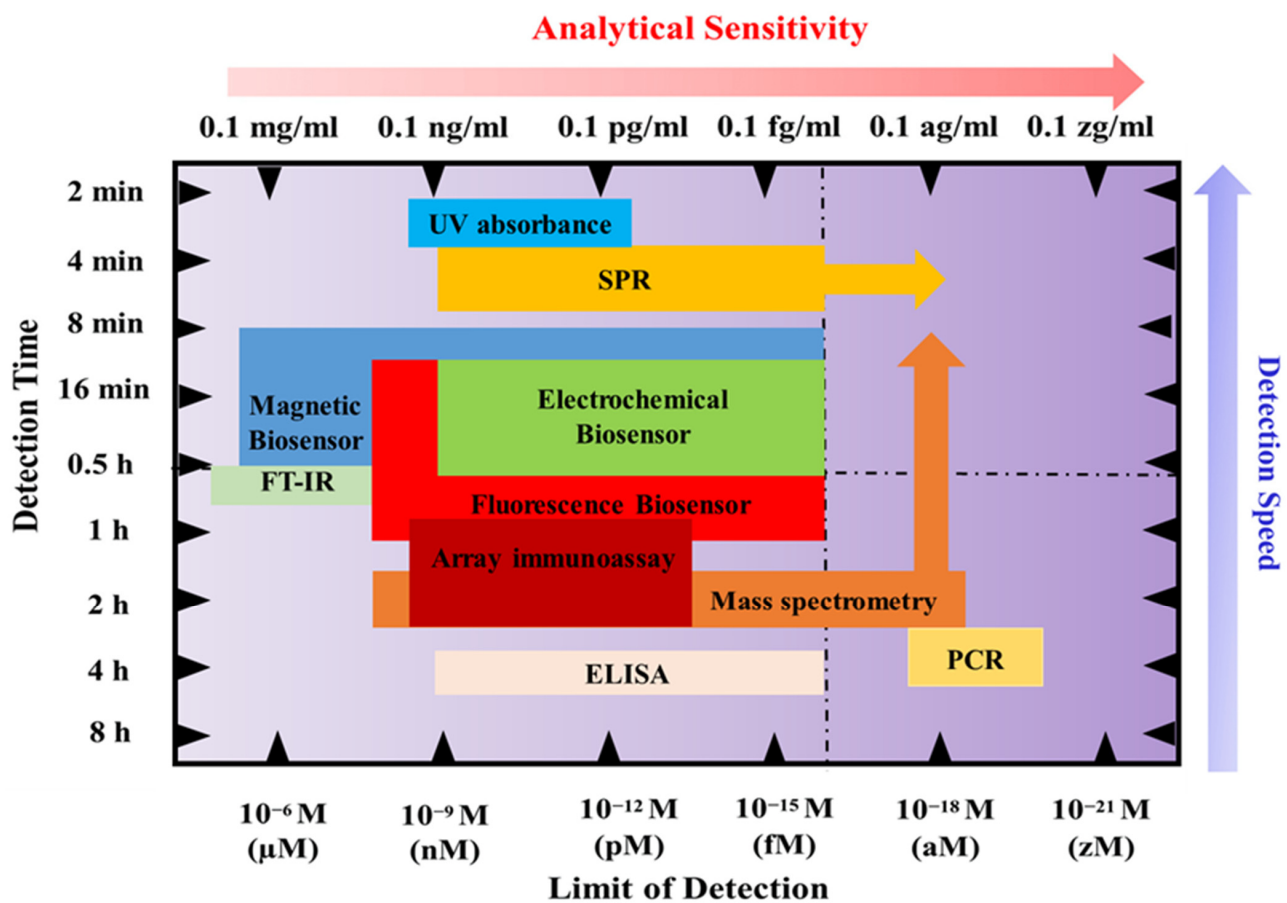 Analytical Sensitivity
0.1 mg/ml 0.1 ng/ml 0.1 pg/ml 0.1 fg/ml 0.1 ag/ml 0.1 zg/ml
Detection Time
2 min
4 min
8 min
16 min
0.5 h
1 h
2 h
4 h
8 h
UV absorbance
SPR
Magnetic
Biosensor
Electrochemical
Biosensor
FT-IR
Fluorescence Biosensor
Array immunoassay
Mass spectrometry
ELISA
PCR
Detection Speed
10⁻⁶ M 10⁻⁹ M 10⁻¹² M 10⁻¹⁵ M 10⁻¹⁸ M 10⁻²¹ M
(μM) (nM) (pM) (fM) (aM) (zM)
Limit of Detection